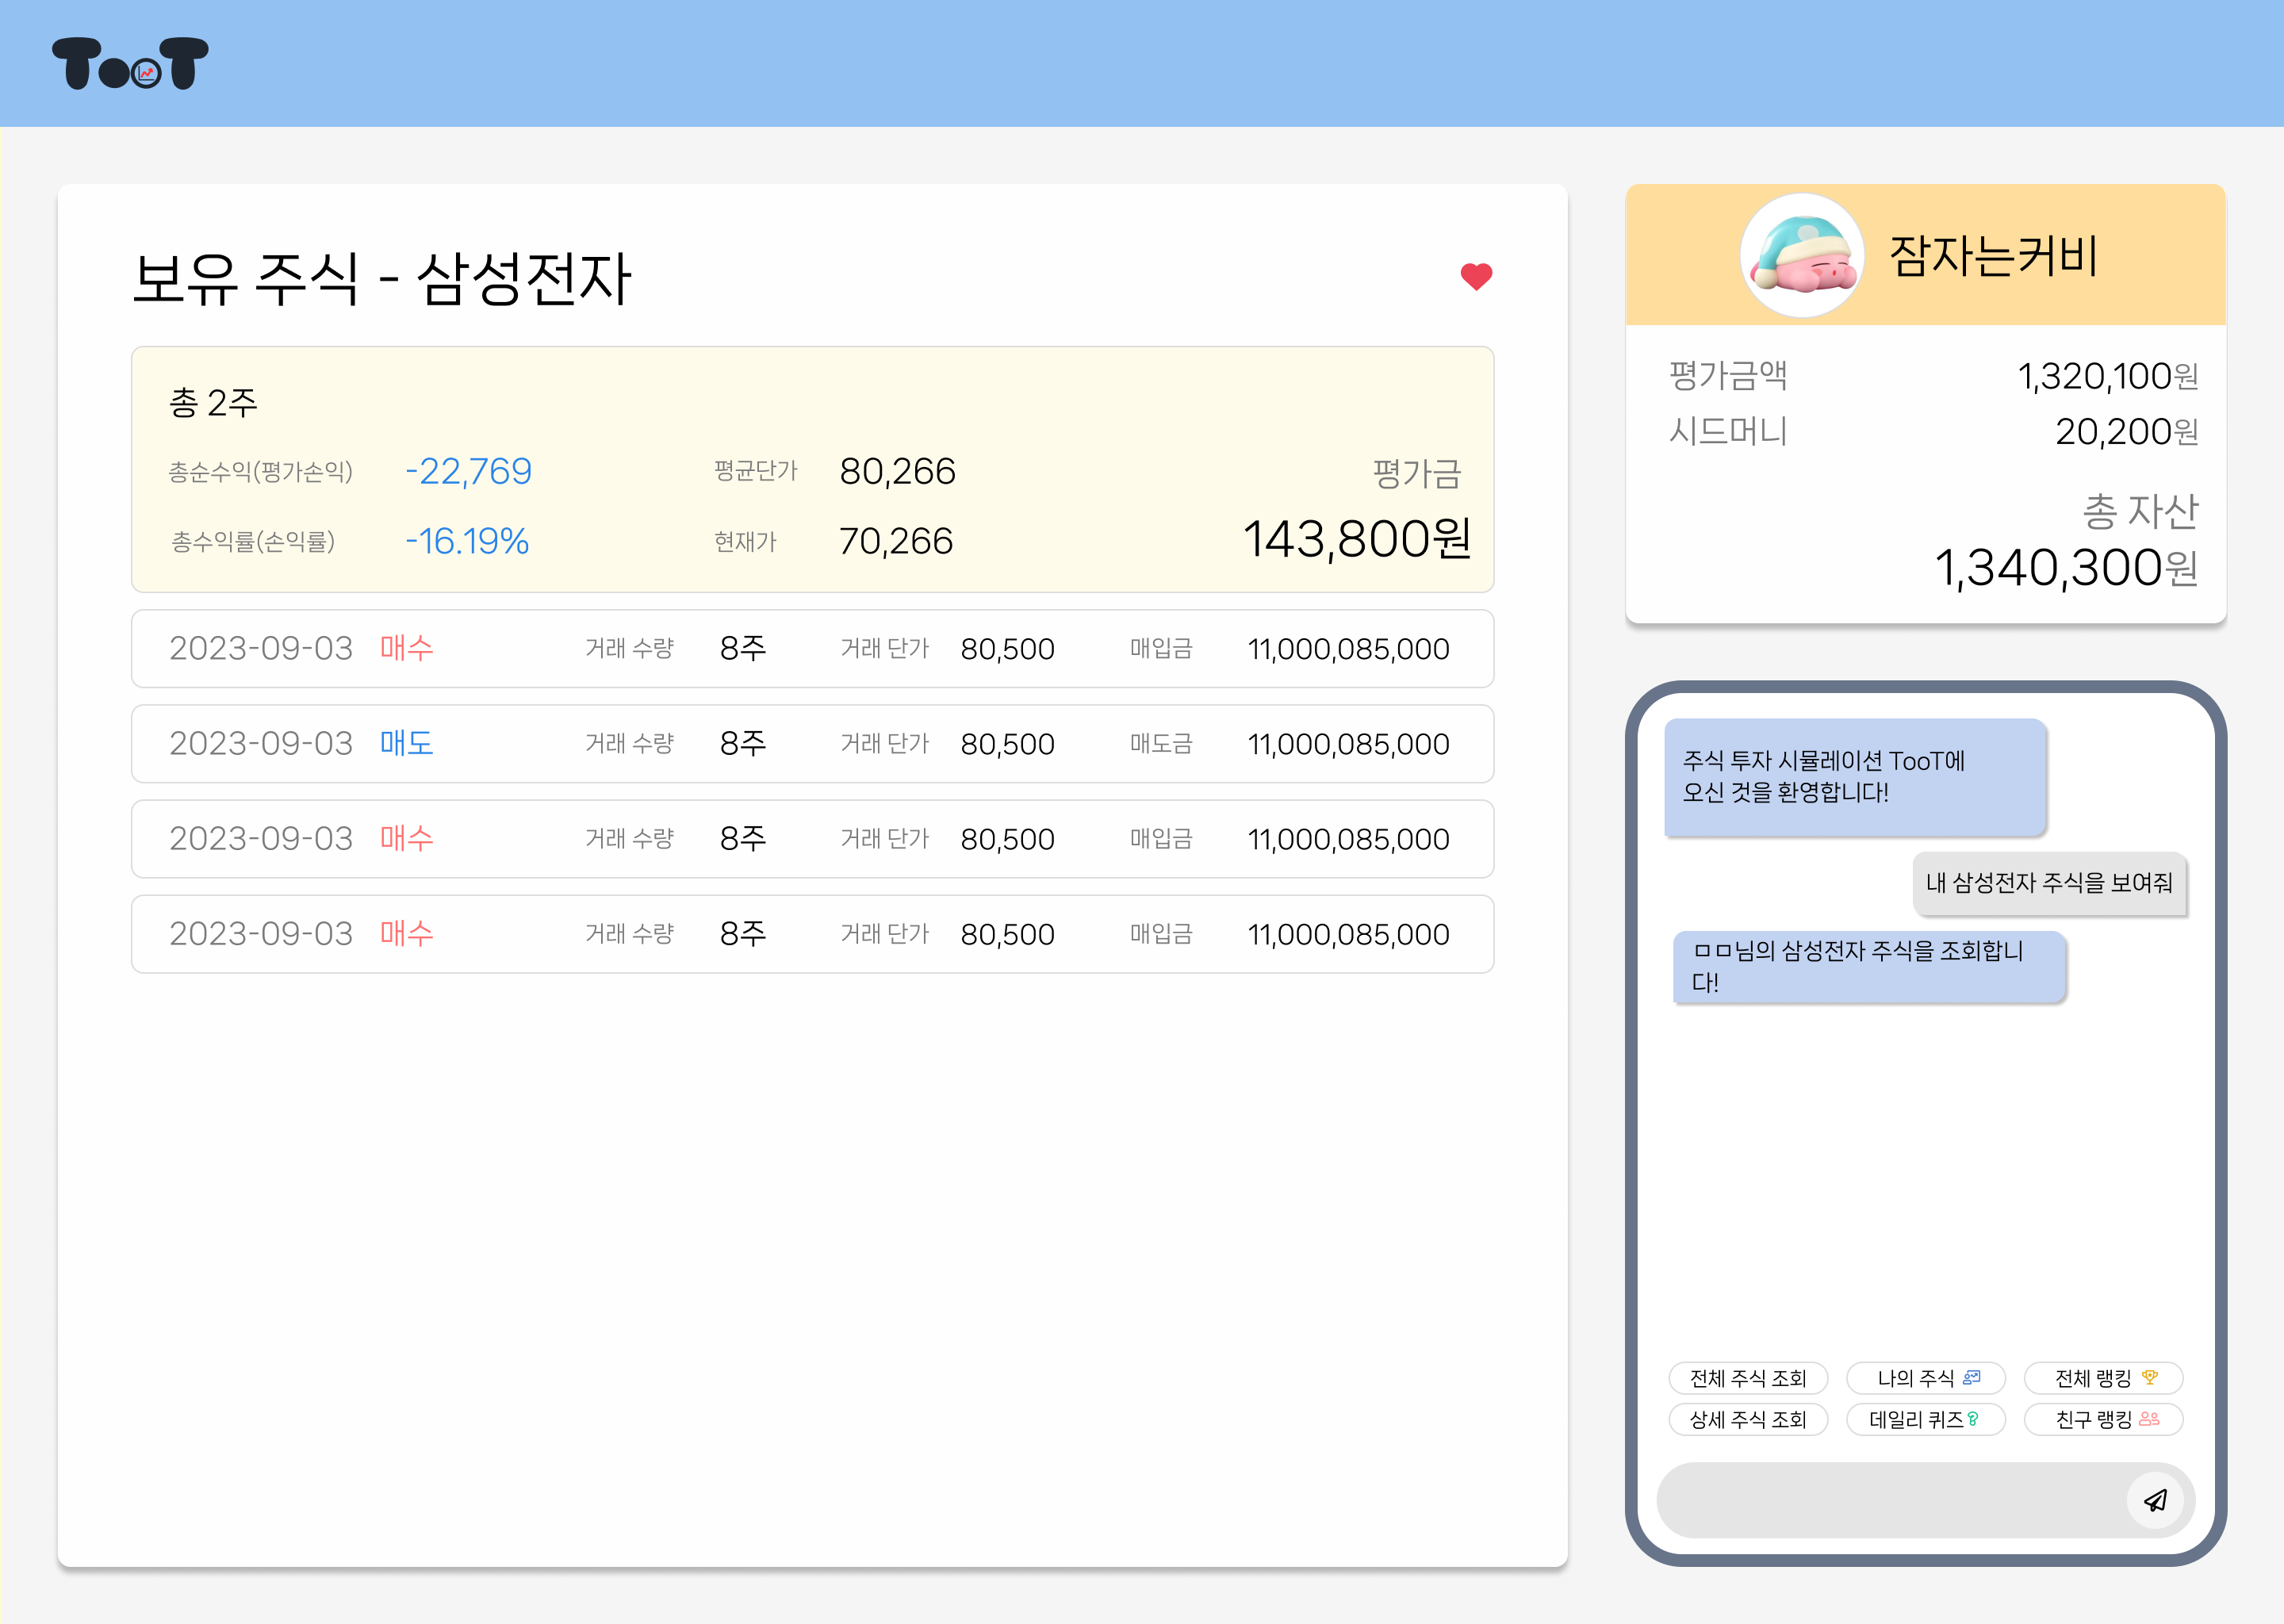 TooT
보유 주식 - 삼성전자
총 2주
총순수익(평가손익) -22,769 평균단가 80,266 평가금
총수익률(손익률) -16.19% 현재가 70,266 143,800원
2023-09-03 매수 거래 수량 8주 거래 단가 80,500 매입금 11,000,085,000
2023-09-03 매도 거래 수량 8주 거래 단가 80,500 매도금 11,000,085,000
2023-09-03 매수 거래 수량 8주 거래 단가 80,500 매입금 11,000,085,000
2023-09-03 매수 거래 수량 8주 거래 단가 80,500 매입금 11,000,085,000
잠자는커비
평가금액 1,320,100원
시드머니 20,200원
총 자산
1,340,300원
주식 투자 시뮬레이션 TooT에
오신 것을 환영합니다!
내 삼성전자 주식을 보여줘
ㅁㅁ님의 삼성전자 주식을 조회합니
다!
전체 주식 조회 나의 주식 전체 랭킹
상세 주식 조회 데일리 퀴즈 친구 랭킹